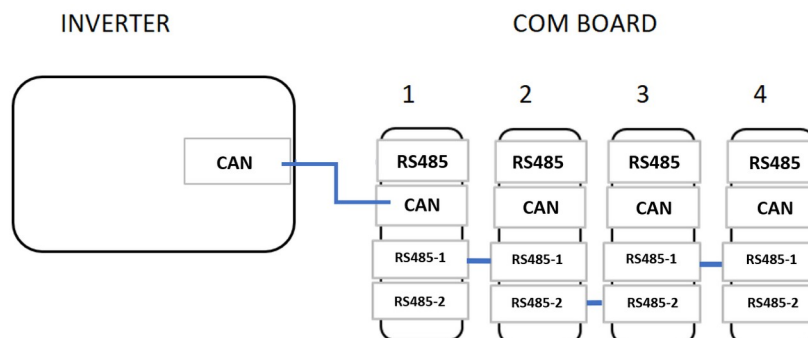 INVERTER
COM BOARD
1 2 3 4
CAN
RS485 RS485 RS485 RS485
CAN CAN CAN CAN
RS485-1 RS485-1 RS485-1 RS485-1
RS485-2 RS485-2 RS485-2 RS485-2